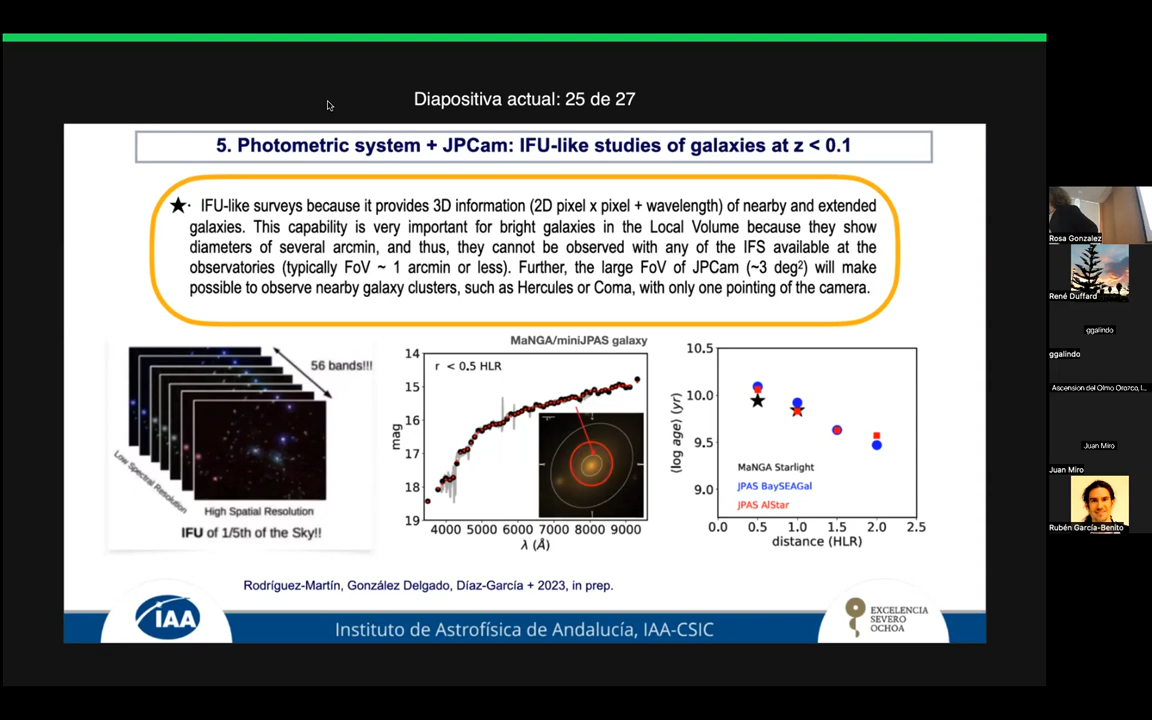 Diapositiva actual: 25 de 27
5. Photometric system + JPCam: IFU-like studies of galaxies at z < 0.1
★· IFU-like surveys because it provides 3D information (2D pixel x pixel + wavelength) of nearby and extended
galaxies. This capability is very important for bright galaxies in the Local Volume because they show
diameters of several arcmin, and thus, they cannot be observed with any of the IFS available at the
observatories (typically FoV ~ 1 arcmin or less). Further, the large FoV of JPCam (~3 deg²) will make
possible to observe nearby galaxy clusters, such as Hercules or Coma, with only one pointing of the camera.
56 bands!!!
Low Spectral Resolution
High Spatial Resolution
IFU of 1/5th of the Sky!!
MaNGA/miniJPAS galaxy
r < 0.5 HLR
14
15
16
17
18
19
mag
4000 5000 6000 7000 8000 9000
λ (Å)
10.5
10.0
9.5
9.0
⟨log age⟩ (yr)
MaNGA Starlight
JPAS BaySEAGal
JPAS AlStar
0.0 0.5 1.0 1.5 2.0 2.5
distance (HLR)
Rodríguez-Martín, González Delgado, Díaz-García + 2023, in prep.
IAA
Instituto de Astrofísica de Andalucía, IAA-CSIC
EXCELENCIA
SEVERO
OCHOA
Rosa Gonzalez
René Duffard
ggalindo
ggalindo
Ascension del Olmo Orozco, I...
Juan Miro
Juan Miro
Rubén García-Benito